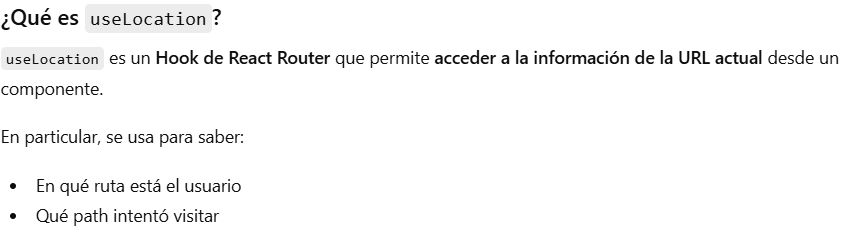 ¿Qué es useLocation?
useLocation es un Hook de React Router que permite acceder a la información de la URL actual desde un
componente.
En particular, se usa para saber:
• En qué ruta está el usuario
• Qué path intentó visitar